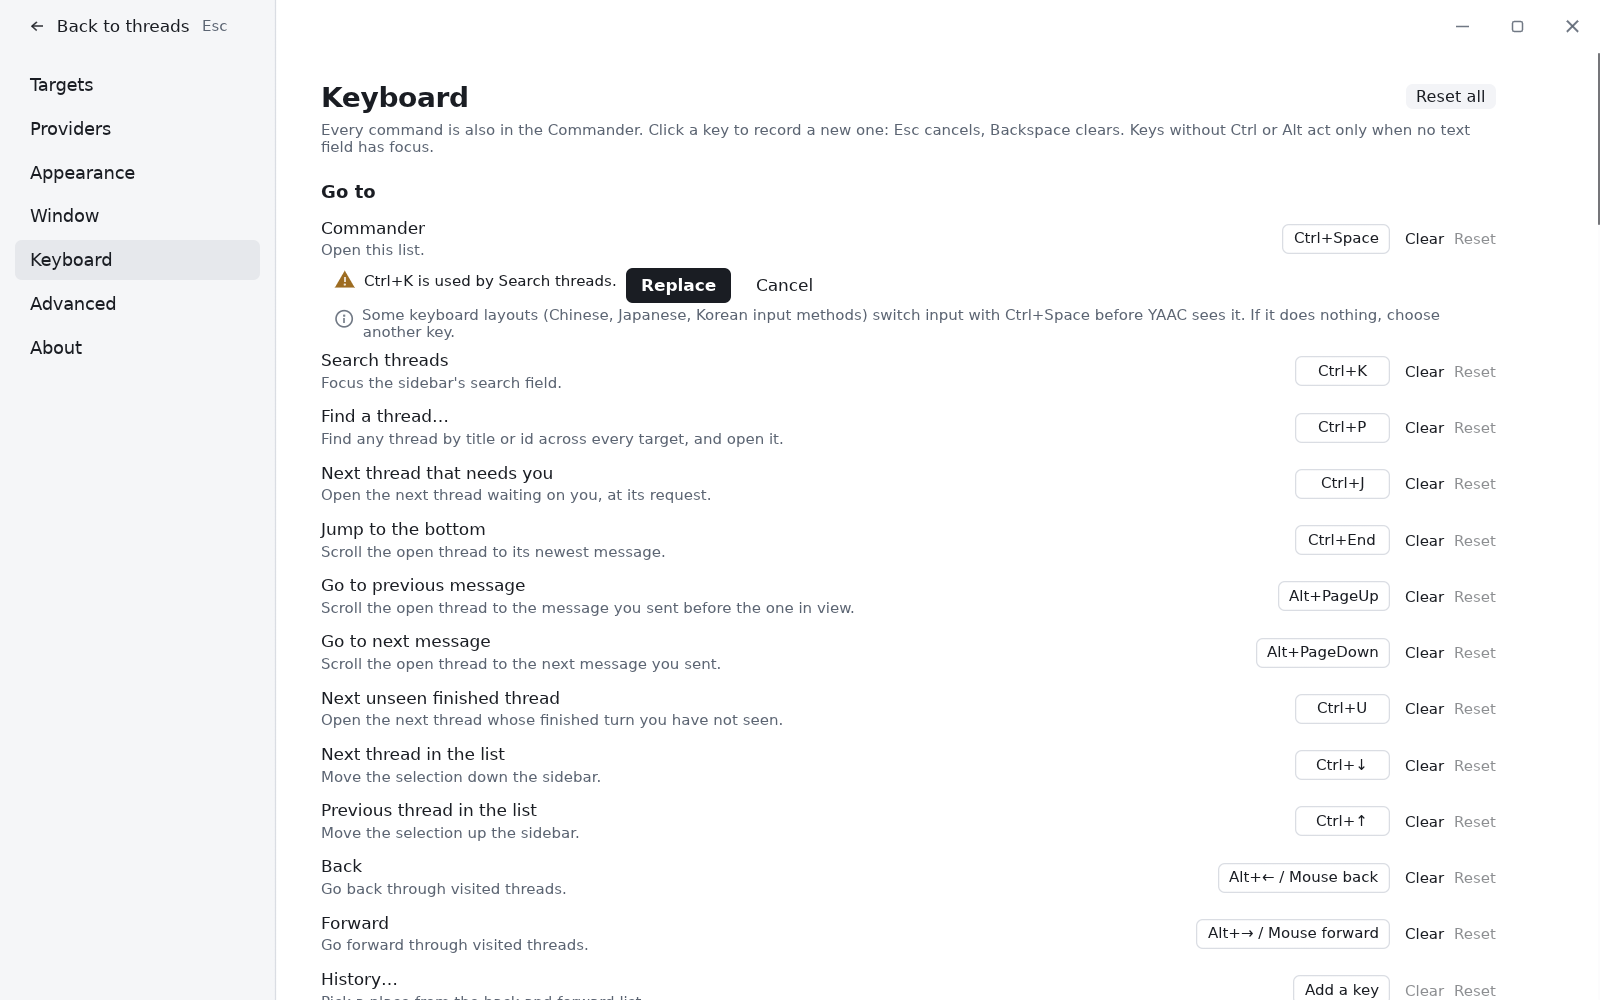 Back to threads Esc
Targets
Providers
Appearance
Window
Keyboard
Advanced
About
Keyboard
Reset all
Every command is also in the Commander. Click a key to record a new one: Esc cancels, Backspace clears. Keys without Ctrl or Alt act only when no text
field has focus.
Go to
Commander
Open this list.
Ctrl+Space Clear Reset
Ctrl+K is used by Search threads. Replace Cancel
Some keyboard layouts (Chinese, Japanese, Korean input methods) switch input with Ctrl+Space before YAAC sees it. If it does nothing, choose
another key.
Search threads
Focus the sidebar's search field.
Ctrl+K Clear Reset
Find a thread…
Find any thread by title or id across every target, and open it.
Ctrl+P Clear Reset
Next thread that needs you
Open the next thread waiting on you, at its request.
Ctrl+J Clear Reset
Jump to the bottom
Scroll the open thread to its newest message.
Ctrl+End Clear Reset
Go to previous message
Scroll the open thread to the message you sent before the one in view.
Alt+PageUp Clear Reset
Go to next message
Scroll the open thread to the next message you sent.
Alt+PageDown Clear Reset
Next unseen finished thread
Open the next thread whose finished turn you have not seen.
Ctrl+U Clear Reset
Next thread in the list
Move the selection down the sidebar.
Ctrl+↓ Clear Reset
Previous thread in the list
Move the selection up the sidebar.
Ctrl+↑ Clear Reset
Back
Go back through visited threads.
Alt+← / Mouse back Clear Reset
Forward
Go forward through visited threads.
Alt+→ / Mouse forward Clear Reset
History…
Pick a place from the back and forward list.
Add a key Clear Reset